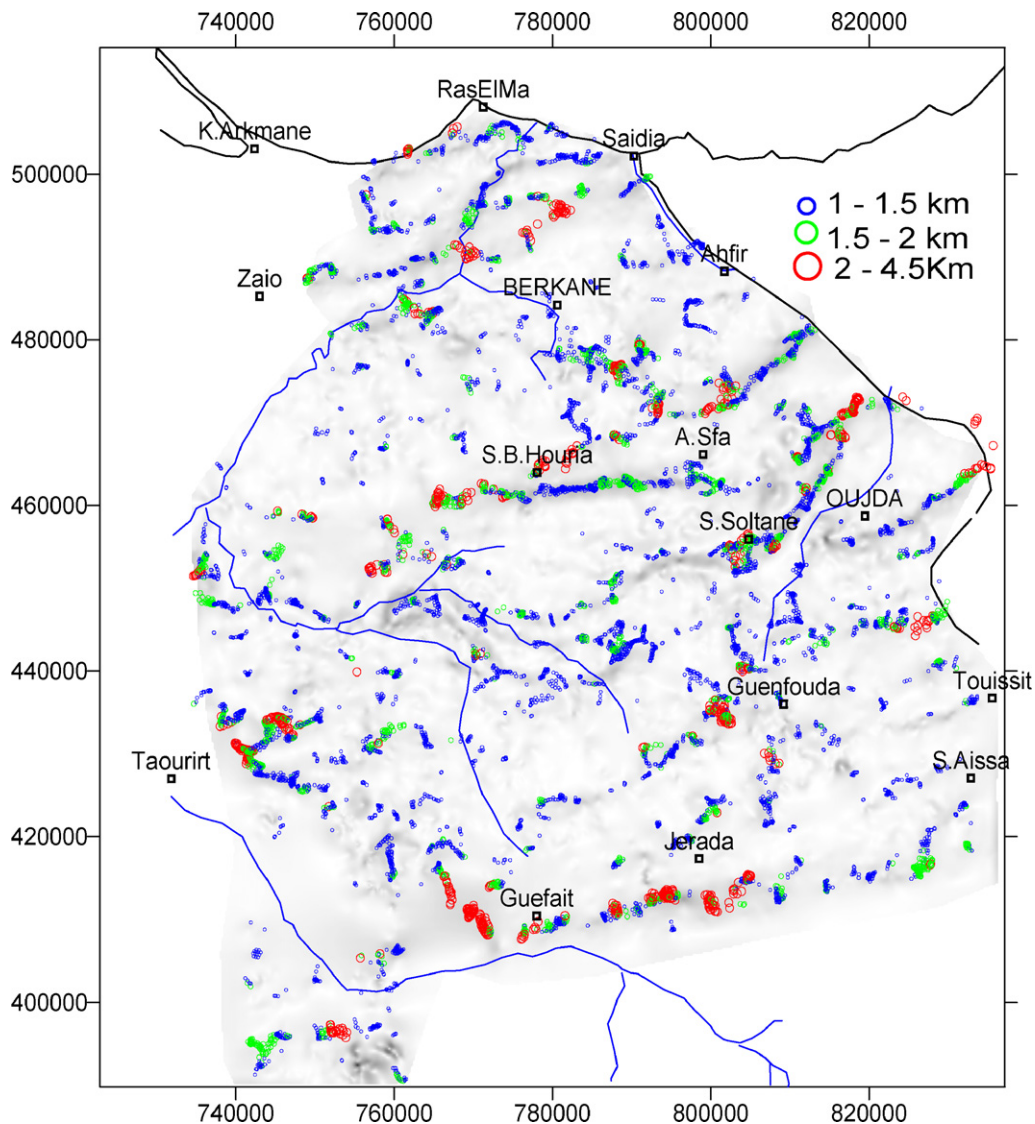 740000 760000 780000 800000 820000
RasElMa
K.Arkmane
Saidia
500000
1 - 1.5 km
1.5 - 2 km
2 - 4.5Km
Ahfir
Zaio
BERKANE
480000
A.Sfa
S.B.Houria
460000
OUJDA
S.Soltane
440000
Guenfouda
Touissit
Taourirt
S.Aissa
420000
Jerada
Guefait
400000
740000 760000 780000 800000 820000